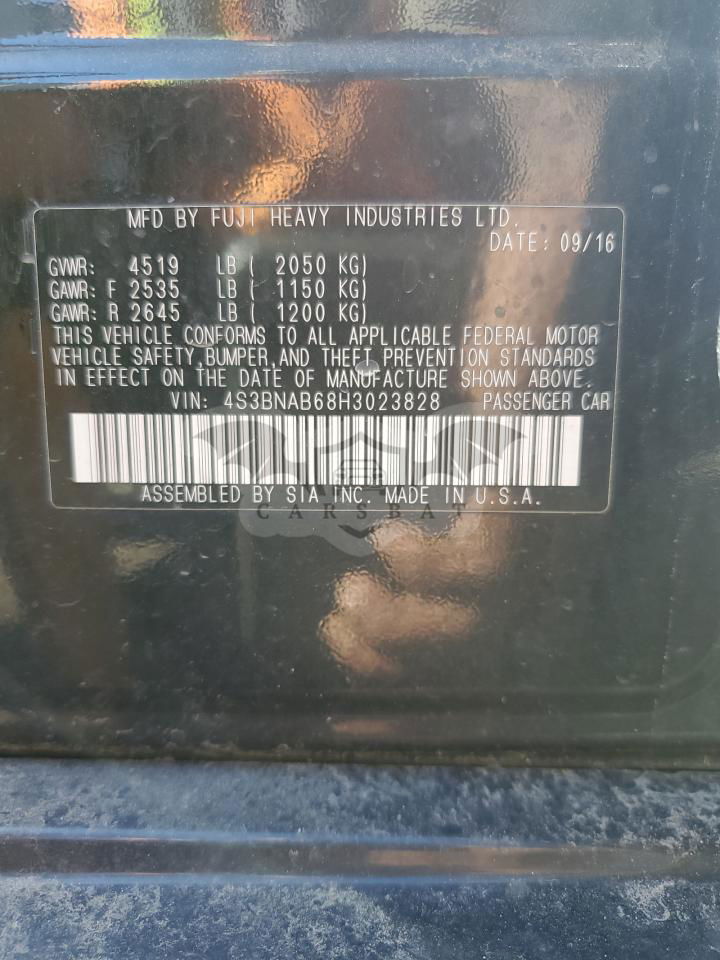 MFD BY FUJI HEAVY INDUSTRIES LTD.
DATE: 09/16
GVWR: 4519 LB ( 2050 KG)
GAWR: F 2535 LB ( 1150 KG)
GAWR: R 2645 LB ( 1200 KG)
THIS VEHICLE CONFORMS TO ALL APPLICABLE FEDERAL MOTOR
VEHICLE SAFETY, BUMPER, AND THEFT PREVENTION STANDARDS
IN EFFECT ON THE DATE OF MANUFACTURE SHOWN ABOVE.
VIN: 4S3BNAB68H3023828 PASSENGER CAR
ASSEMBLED BY SIA INC. MADE IN U.S.A.
CARSBAT